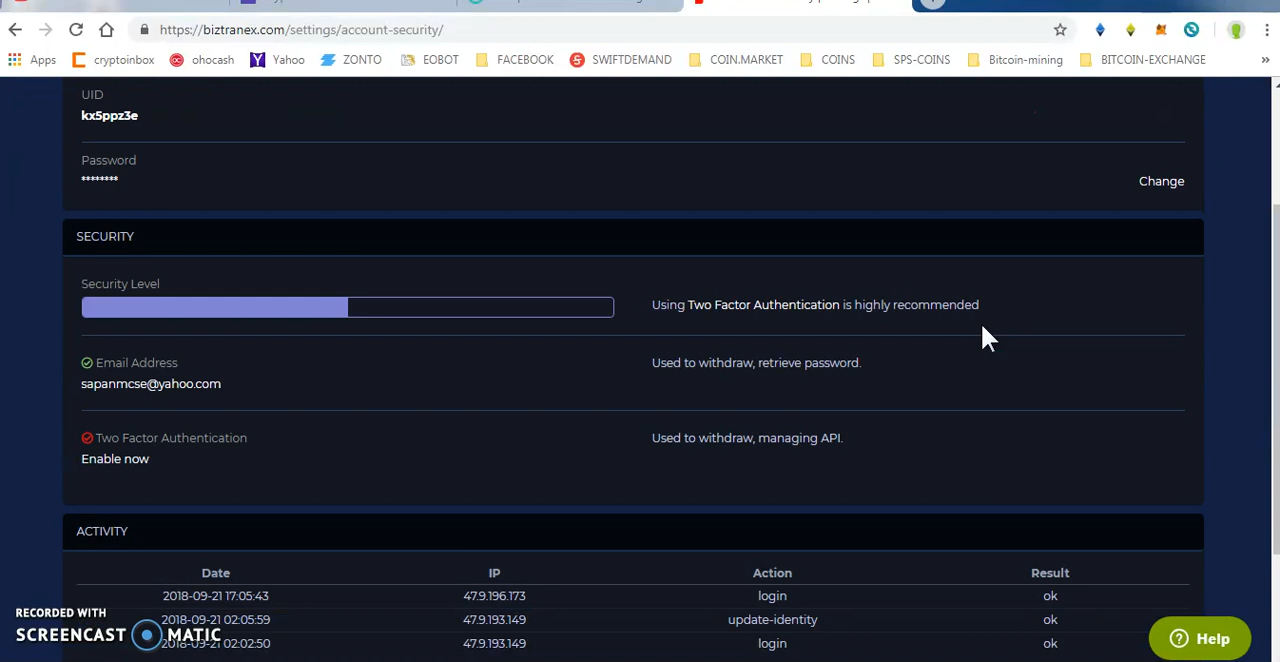 https://biztranex.com/settings/account-security/
Apps cryptoinbox ohocash Yahoo ZONTO EOBOT FACEBOOK SWIFTDEMAND COIN.MARKET COINS SPS-COINS Bitcoin-mining BITCOIN-EXCHANGE »
UID
kx5ppz3e
Password
********
Change
SECURITY
Security Level
Using Two Factor Authentication is highly recommended
Email Address
Used to withdraw, retrieve password.
sapanmcse@yahoo.com
Two Factor Authentication
Used to withdraw, managing API.
Enable now
ACTIVITY
Date IP Action Result
2018-09-21 17:05:43 47.9.196.173 login ok
2018-09-21 02:05:59 47.9.193.149 update-identity ok
2018-09-21 02:02:50 47.9.193.149 login ok
RECORDED WITH
SCREENCAST MATIC
Help